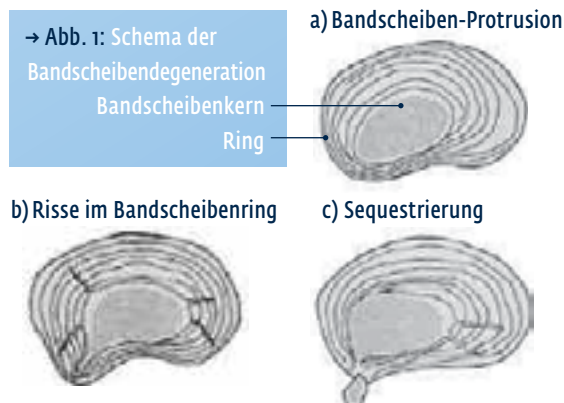 → Abb. 1: Schema der
Bandscheibendegeneration
Bandscheibenkern
Ring
a) Bandscheiben-Protrusion
b) Risse im Bandscheibenring
c) Sequestrierung